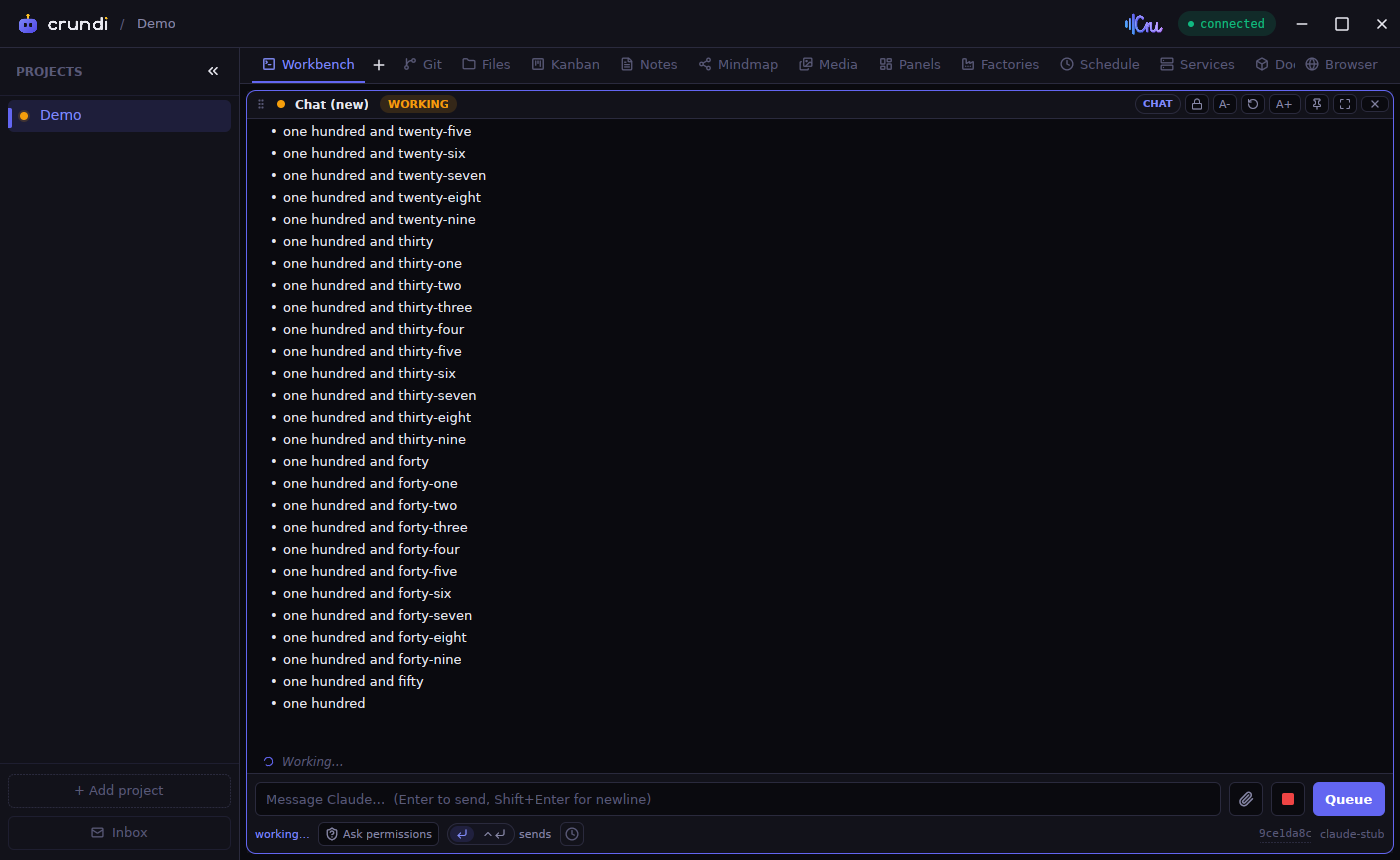 crundi / Demo
Cru
connected
PROJECTS
Workbench
Git
Files
Kanban
Notes
Mindmap
Media
Panels
Factories
Schedule
Services
Do
Browser
Demo
Chat (new)
WORKING
CHAT
A-
A+
• one hundred and twenty-five
• one hundred and twenty-six
• one hundred and twenty-seven
• one hundred and twenty-eight
• one hundred and twenty-nine
• one hundred and thirty
• one hundred and thirty-one
• one hundred and thirty-two
• one hundred and thirty-three
• one hundred and thirty-four
• one hundred and thirty-five
• one hundred and thirty-six
• one hundred and thirty-seven
• one hundred and thirty-eight
• one hundred and thirty-nine
• one hundred and forty
• one hundred and forty-one
• one hundred and forty-two
• one hundred and forty-three
• one hundred and forty-four
• one hundred and forty-five
• one hundred and forty-six
• one hundred and forty-seven
• one hundred and forty-eight
• one hundred and forty-nine
• one hundred and fifty
• one hundred
Working...
+ Add project
Inbox
Message Claude... (Enter to send, Shift+Enter for newline)
Queue
working...
Ask permissions
sends
9ce1da8c
claude-stub